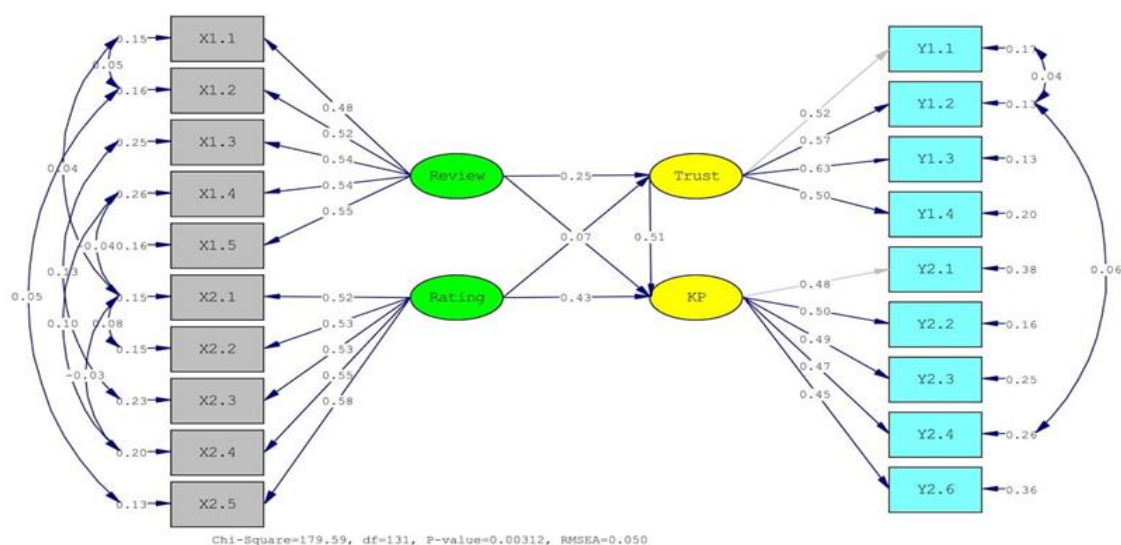 0.15 X1.1
0.05
0.16 X1.2
0.25 X1.3
0.04
0.26 X1.4
-0.04 0.16 X1.5
0.13
0.05 0.15 X2.1
0.10 0.08
0.15 X2.2
-0.03
0.23 X2.3
0.20 X2.4
0.13 X2.5
0.48
0.52
0.54
0.54
0.55
Review
0.25
Trust
0.07
0.51
Rating
0.43
KP
0.52
0.53
0.53
0.55
0.58
0.52
0.57
0.63
0.50
0.48
0.50
0.49
0.47
0.45
Y1.1 0.17
0.04
Y1.2 0.13
Y1.3 0.13
Y1.4 0.20
Y2.1 0.38
0.06
Y2.2 0.16
Y2.3 0.25
Y2.4 0.26
Y2.6 0.36
Chi-Square=179.59, df=131, P-value=0.00312, RMSEA=0.050